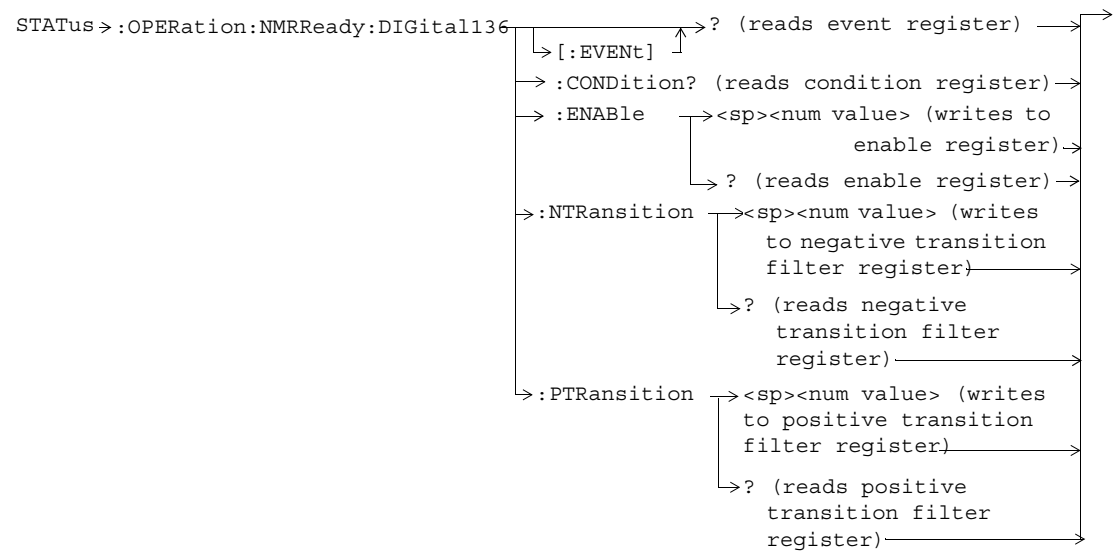 STATus :OPERation:NMRReady:DIGital136 ? (reads event register)
[:EVENt]
:CONDition? (reads condition register)
:ENABle <sp><num value> (writes to
enable register)
? (reads enable register)
:NTRansition <sp><num value> (writes
to negative transition
filter register)
? (reads negative
transition filter
register)
:PTRansition <sp><num value> (writes
to positive transition
filter register)
? (reads positive
transition filter
register)